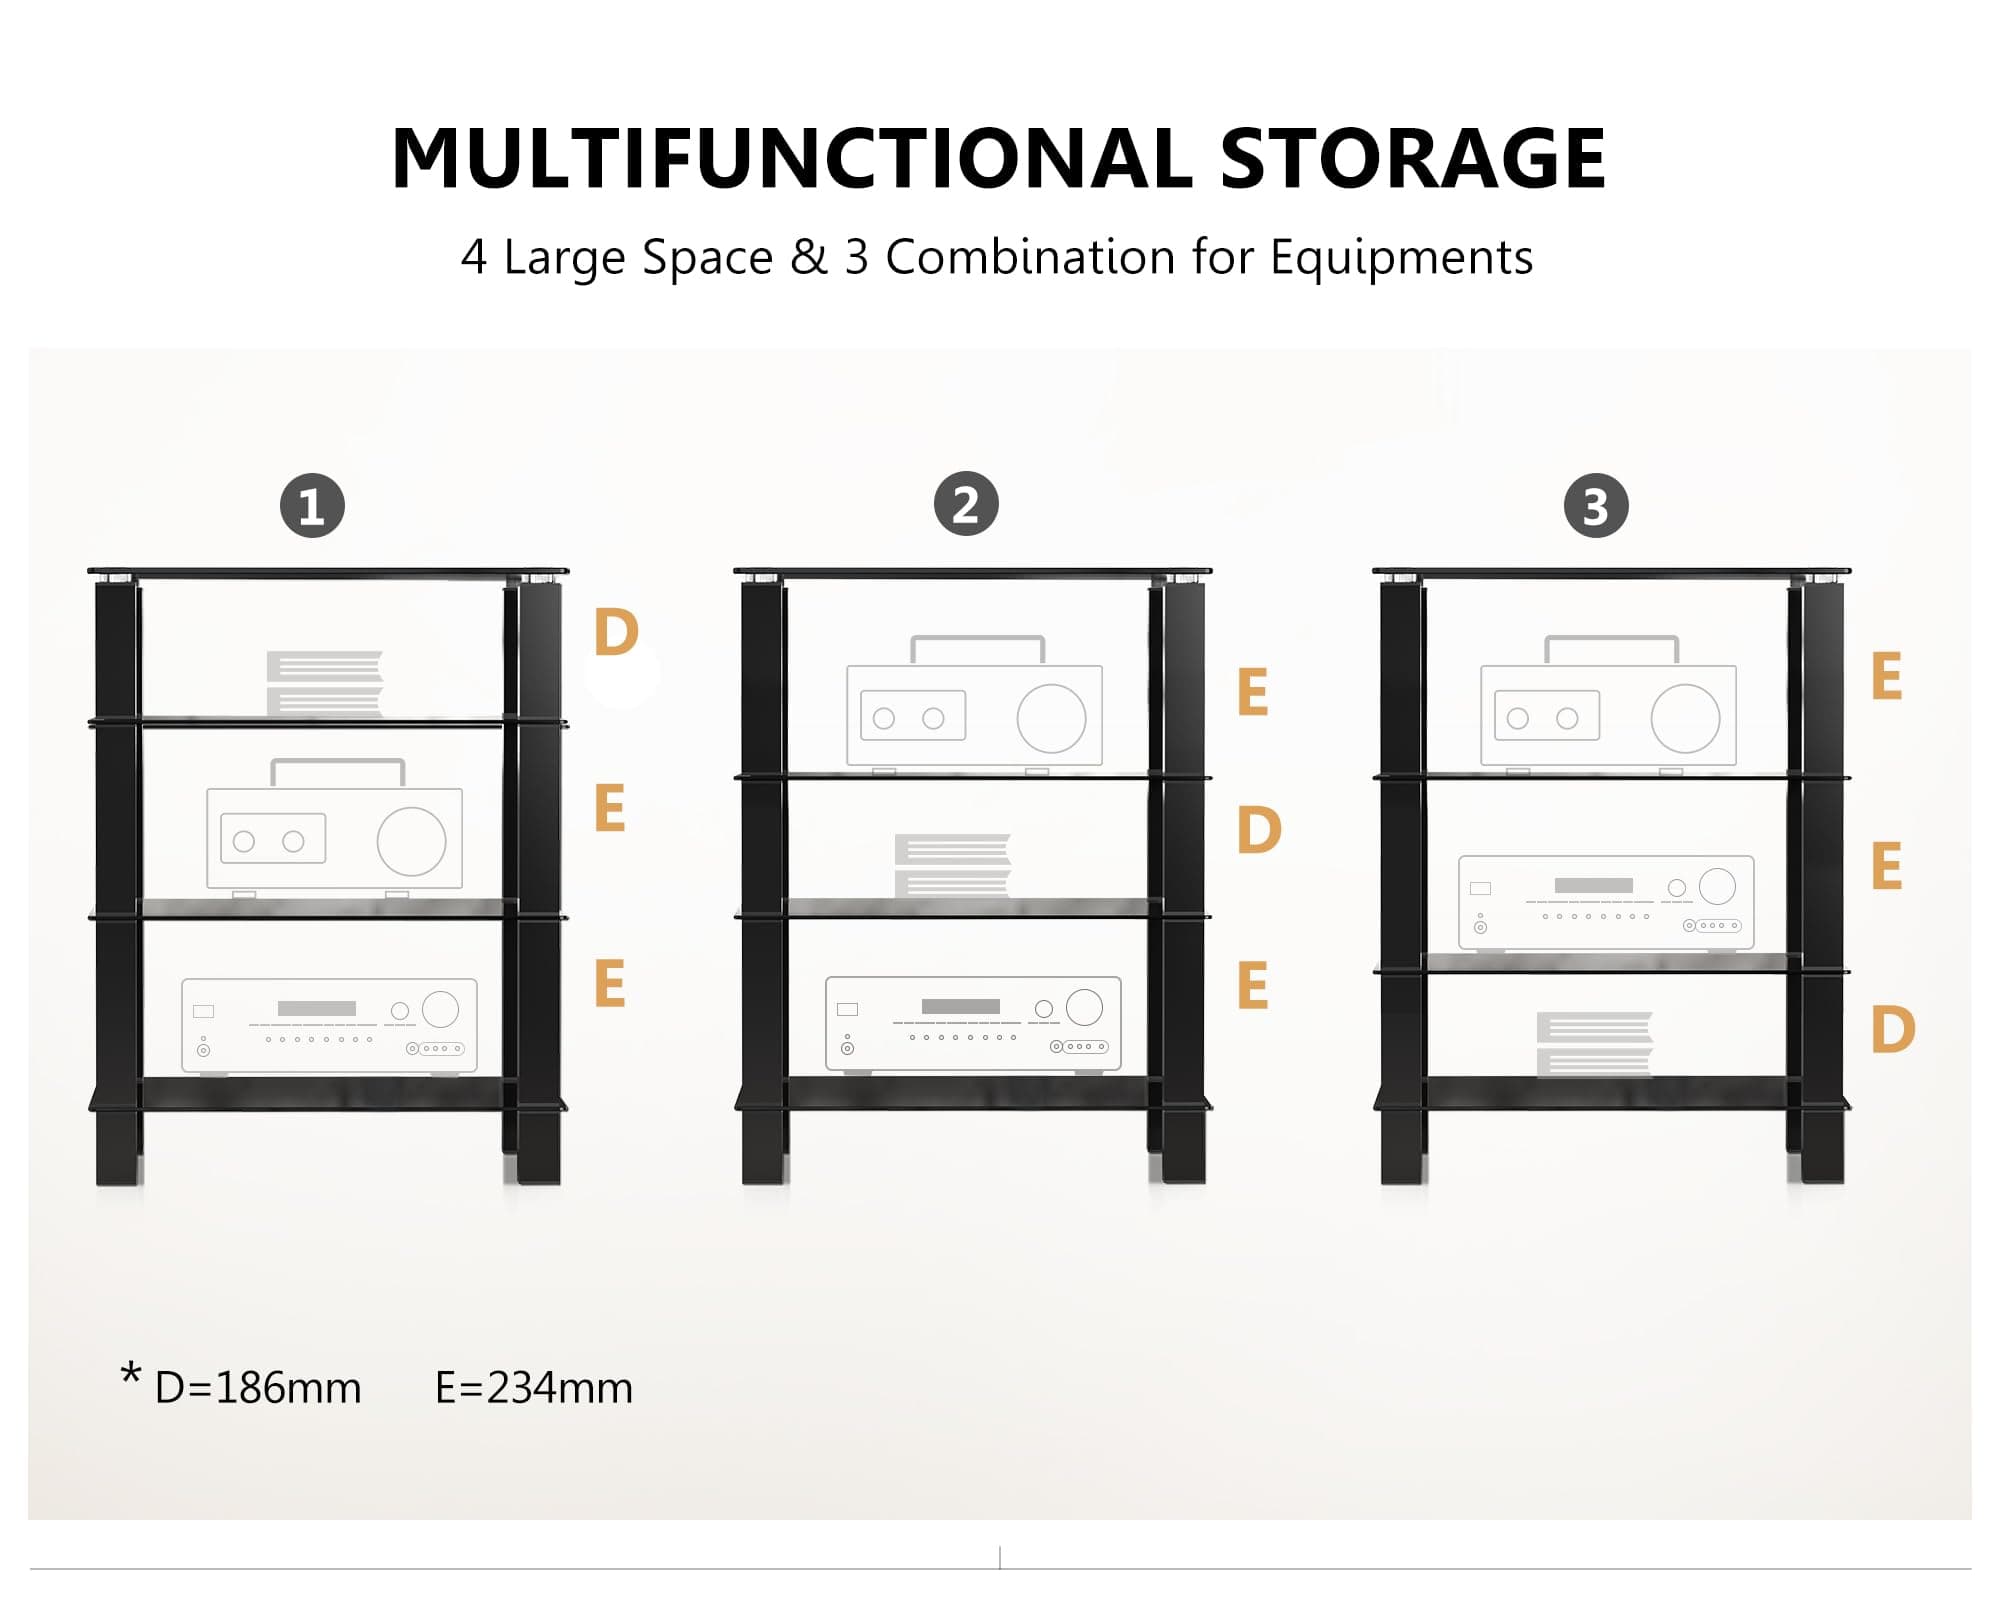 MULTIFUNCTIONAL STORAGE
4 Large Space & 3 Combination for Equipments
1
D
E
E
2
E
D
E
3
E
E
D
* D=186mm E=234mm